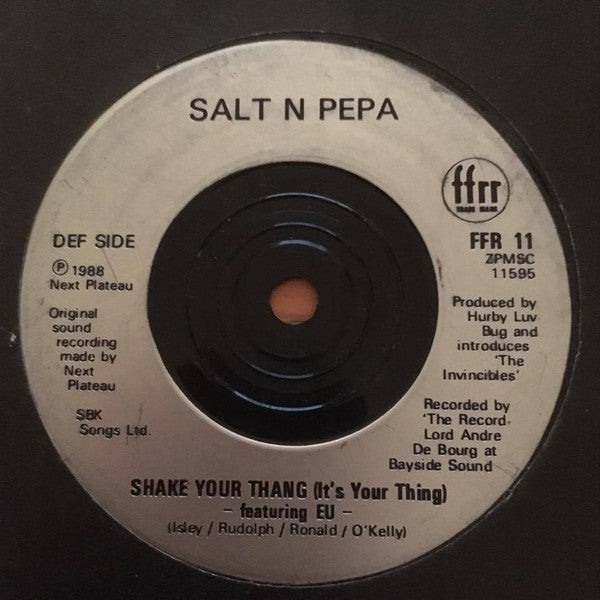 SALT N PEPA
ffrr
TRADE MARK
DEF SIDE
℗ 1988
Next Plateau
Original
sound
recording
made by
Next
Plateau
SBK
Songs Ltd.
FFR 11
ZPMSC
11595
Produced by
Hurby Luv
Bug and
introduces
'The
Invincibles'
Recorded by
'The Record.
Lord Andre
De Bourg at
Bayside Sound
SHAKE YOUR THANG (It's Your Thing)
- featuring EU -
(Isley / Rudolph / Ronald / O'Kelly)